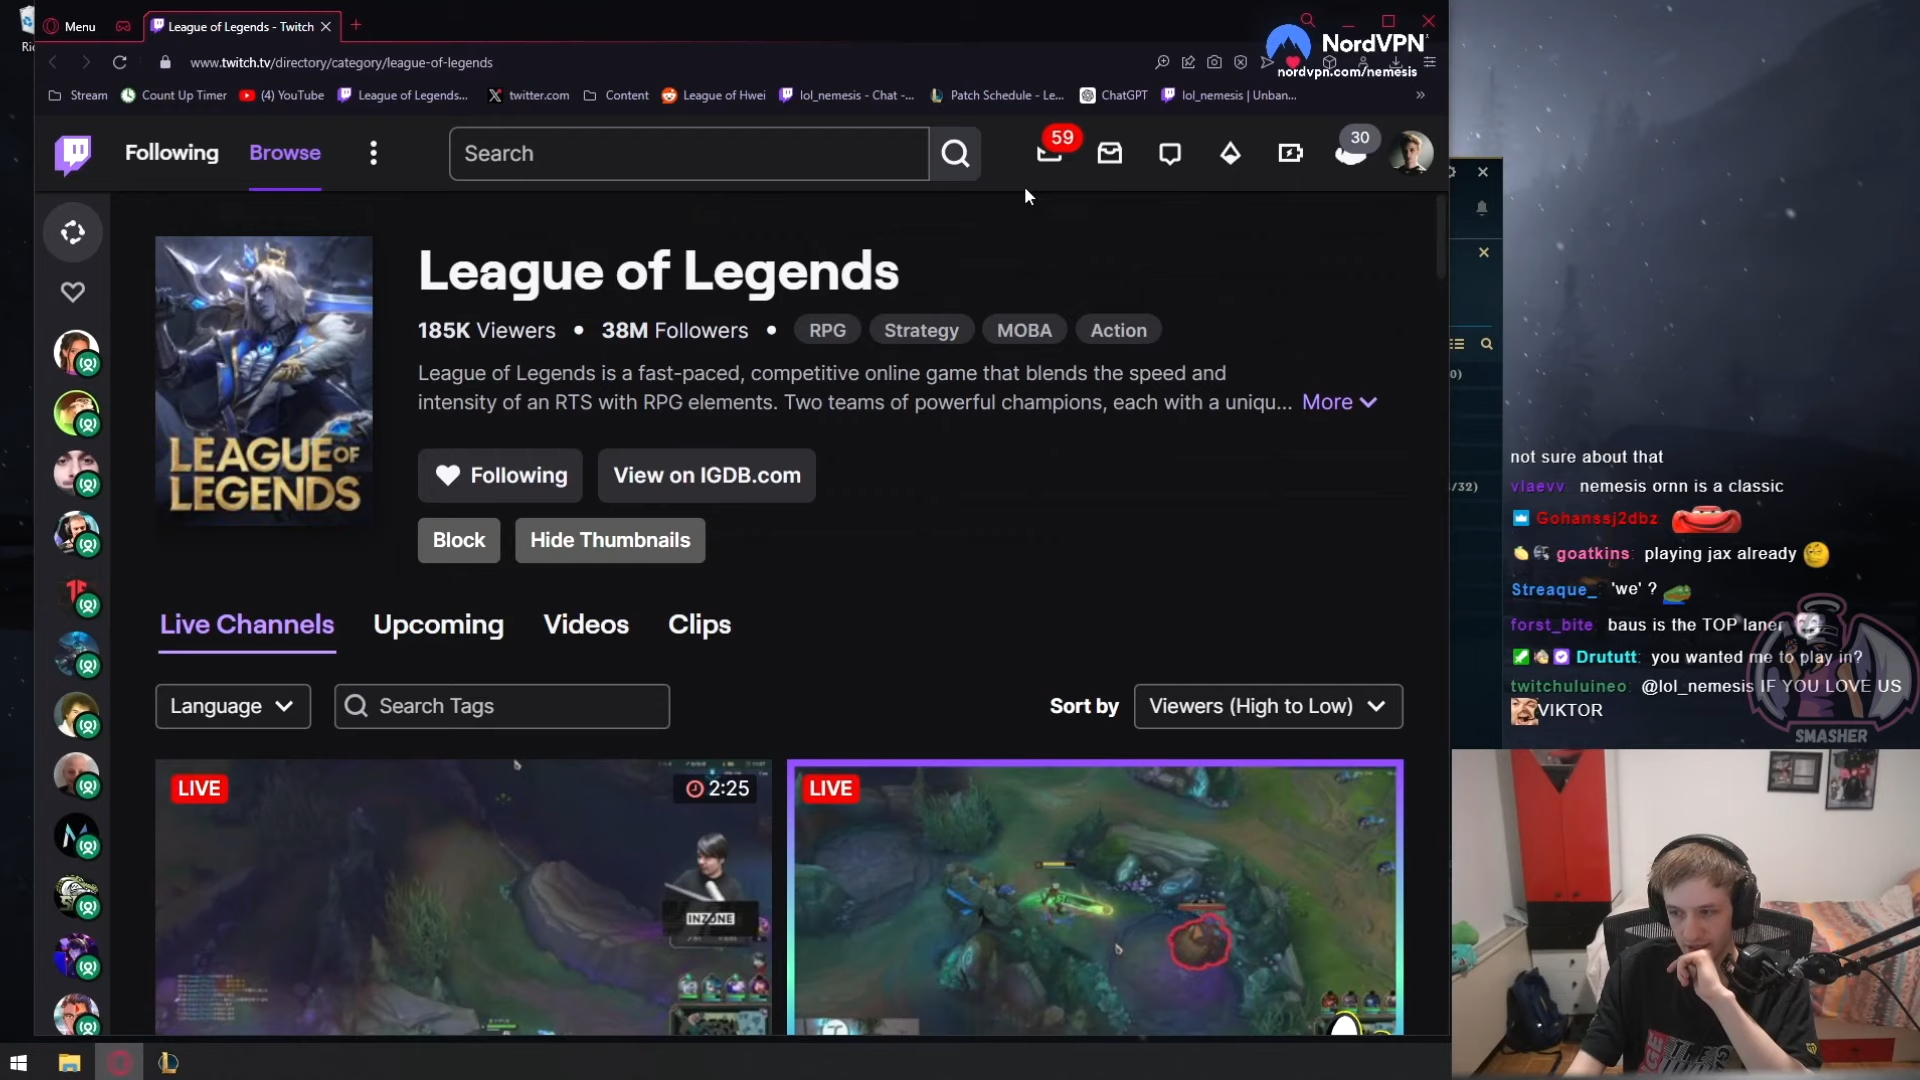 Menu
League of Legends - Twitch
NordVPN
nordvpn.com/nemesis
www.twitch.tv/directory/category/league-of-legends
Stream
Count Up Timer
(4) YouTube
League of Legends...
twitter.com
Content
League of Hwei
lol_nemesis - Chat -...
Patch Schedule - Le...
ChatGPT
lol_nemesis | Unban...
»
Following
Browse
Search
59
30
League of Legends
185K Viewers • 38M Followers •
RPG
Strategy
MOBA
Action
League of Legends is a fast-paced, competitive online game that blends the speed and
intensity of an RTS with RPG elements. Two teams of powerful champions, each with a uniqu... More
LEAGUE OF
LEGENDS
Following
View on IGDB.com
Block
Hide Thumbnails
Live Channels
Upcoming
Videos
Clips
Language
Search Tags
Sort by
Viewers (High to Low)
LIVE
2:25
INZONE
LIVE
0)
/32)
not sure about that
vlaevv: nemesis ornn is a classic
Gohanssj2dbz
goatkins: playing jax already
Streaque_: 'we' ?
forst_bite: baus is the TOP laner
Drututt: you wanted me to play in?
twitchuluineo: @lol_nemesis IF YOU LOVE US
VIKTOR
SMASHER